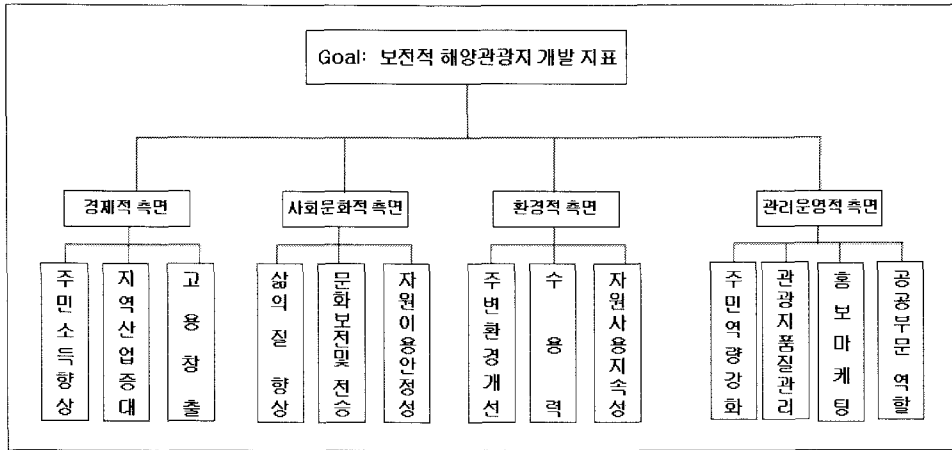 Goal: 보전적 해양관광지 개발 지표
경제적 측면
사회문화적 측면
환경적 측면
관리운영적 측면
주민소득향상
지역산업증대
고용창출
삶의 질 향상
문화보전및 전승
자원이용안정성
주변환경개선
수용력
자원사용지속성
주민역량강화
관광지품질관리
홍보마케팅
공공부문 역할